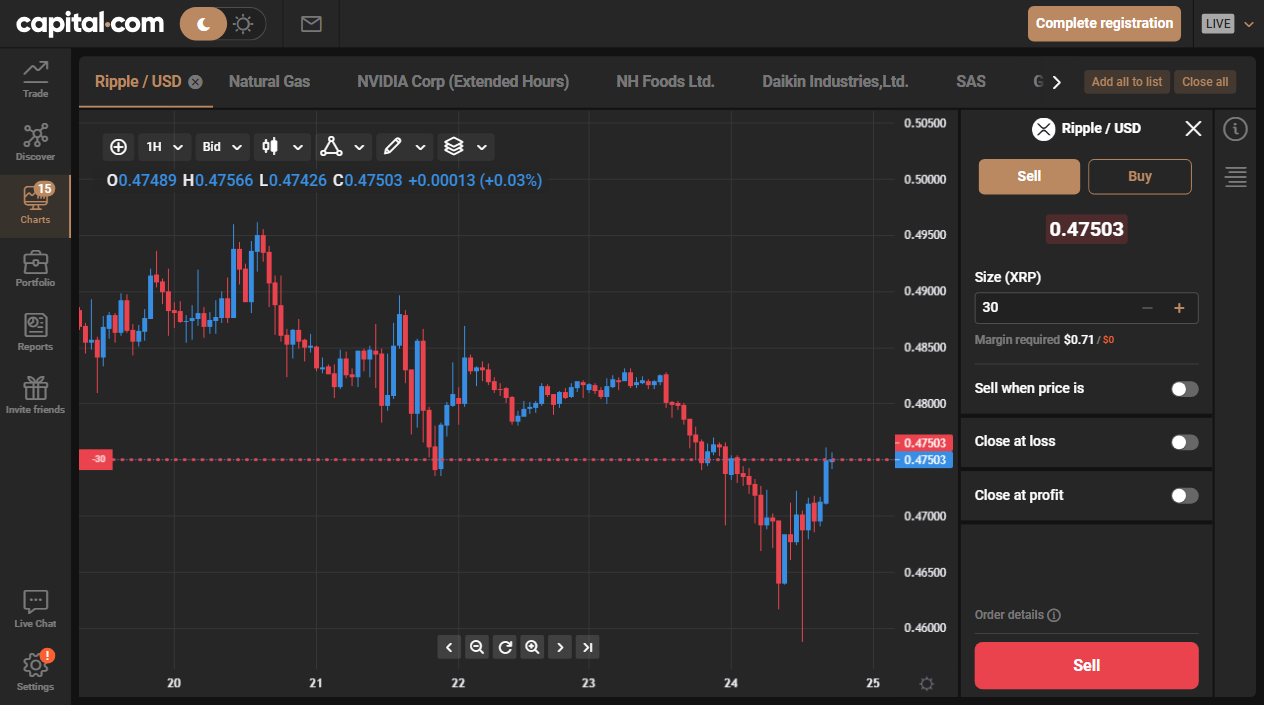 capital.com
Complete registration
LIVE
Trade
Discover
15
Charts
Portfolio
Reports
Invite friends
Live Chat
!
Settings
Ripple / USD
Natural Gas
NVIDIA Corp (Extended Hours)
NH Foods Ltd.
Daikin Industries,Ltd.
SAS
G
Add all to list
Close all
1H
Bid
O0.47489 H0.47566 L0.47426 C0.47503 +0.00013 (+0.03%)
0.50500
0.50000
0.49500
0.49000
0.48500
0.48000
0.47503
0.47503
0.47000
0.46500
0.46000
-30
20
21
22
23
24
25
Ripple / USD
Sell
Buy
0.47503
Size (XRP)
30
Margin required $0.71 / $0
Sell when price is
Close at loss
Close at profit
Order details
Sell